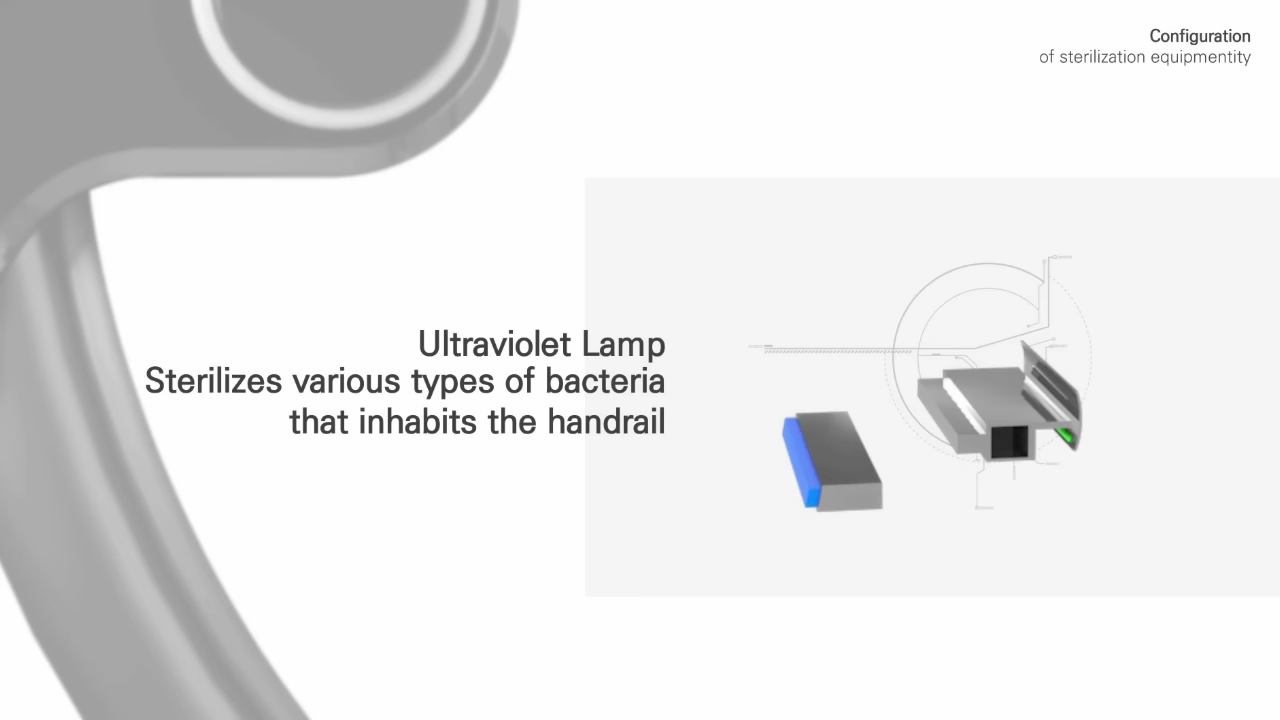 Configuration
of sterilization equipmentity
Ultraviolet Lamp
Sterilizes various types of bacteria
that inhabits the handrail